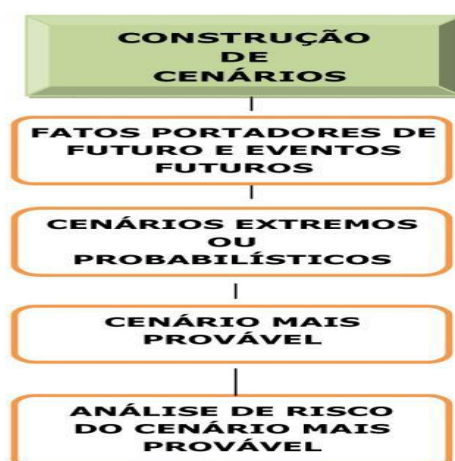 CONSTRUÇÃO
DE
CENÁRIOS
FATOS PORTADORES DE
FUTURO E EVENTOS
FUTUROS
CENÁRIOS EXTREMOS
OU
PROBABILÍSTICOS
CENÁRIO MAIS
PROVÁVEL
ANÁLISE DE RISCO
DO CENÁRIO MAIS
PROVÁVEL